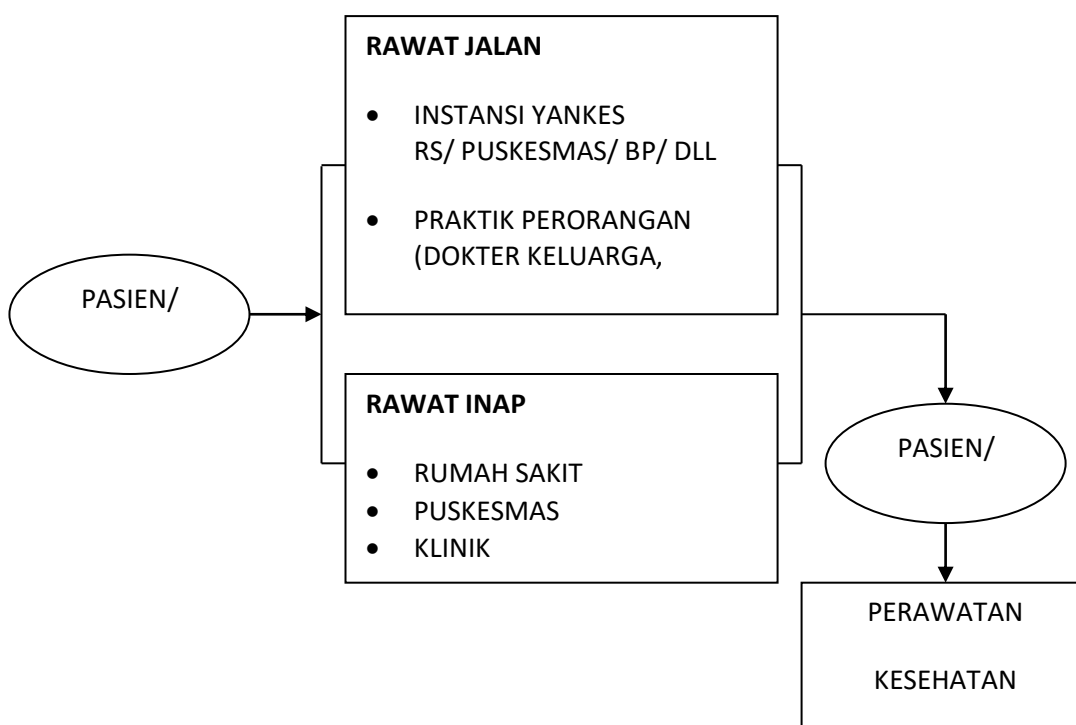 RAWAT JALAN
• INSTANSI YANKES
RS/ PUSKESMAS/ BP/ DLL
• PRAKTIK PERORANGAN
(DOKTER KELUARGA,
PASIEN/
RAWAT INAP
• RUMAH SAKIT
• PUSKESMAS
• KLINIK
PASIEN/
PERAWATAN
KESEHATAN